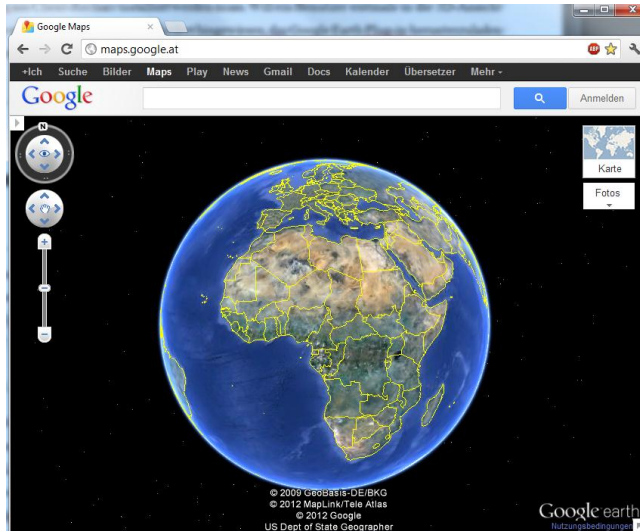 Google Maps
maps.google.at
ABP
+Ich Suche Bilder Maps Play News Gmail Docs Kalender Übersetzer Mehr
Google
Anmelden
N
Karte
Fotos
© 2009 GeoBasis-DE/BKG
© 2012 MapLink/Tele Atlas
© 2012 Google
US Dept of State Geographer
Google earth
Nutzungsbedingungen